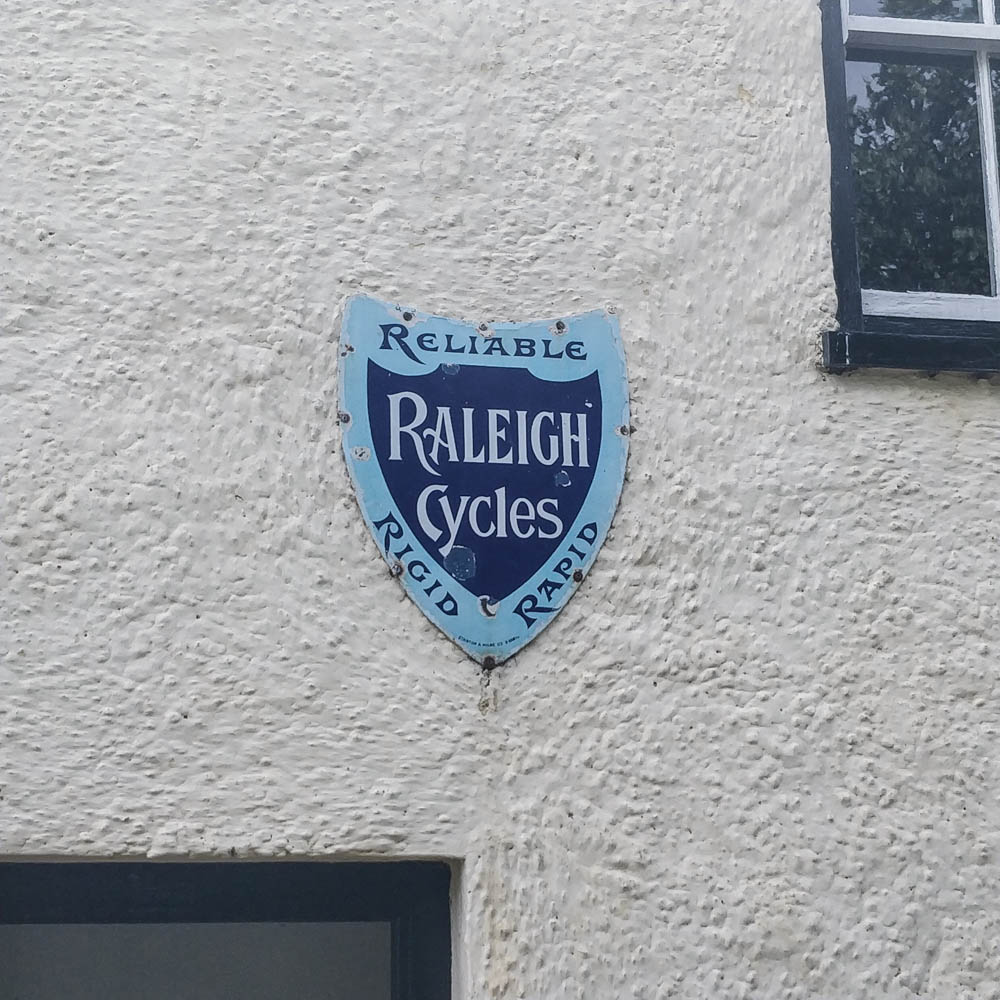 RELIABLE
RALEIGH
Cycles
RIGID
RAPID